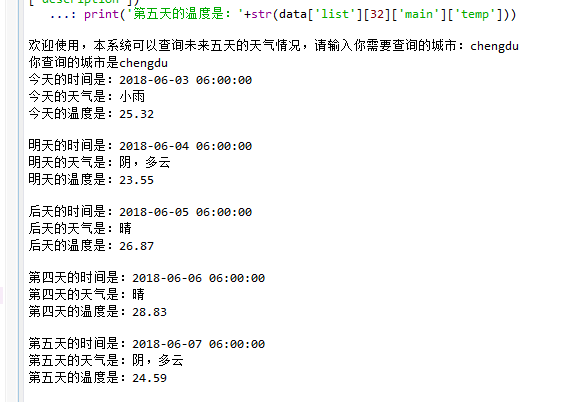 ['description'])
...: print('第五天的温度是：'+str(data['list'][32]['main']['temp']))
欢迎使用，本系统可以查询未来五天的天气情况，请输入你需要查询的城市：chengdu
你查询的城市是chengdu
今天的时间是：2018-06-03 06:00:00
今天的天气是：小雨
今天的温度是：25.32
明天的时间是：2018-06-04 06:00:00
明天的天气是：阴，多云
明天的温度是：23.55
后天的时间是：2018-06-05 06:00:00
后天的天气是：晴
后天的温度是：26.87
第四天的时间是：2018-06-06 06:00:00
第四天的天气是：晴
第四天的温度是：28.83
第五天的时间是：2018-06-07 06:00:00
第五天的天气是：阴，多云
第五天的温度是：24.59